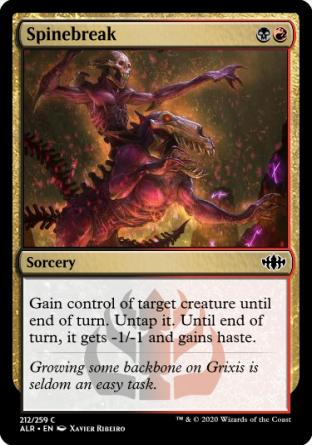 Spinebreak
Sorcery
Gain control of target creature until
end of turn. Untap it. Until end of
turn, it gets -1/-1 and gains haste.
Growing some backbone on Grixis is
seldom an easy task.
212/259 C
ALR • EN Xavier Ribeiro
™ & © 2020 Wizards of the Coast